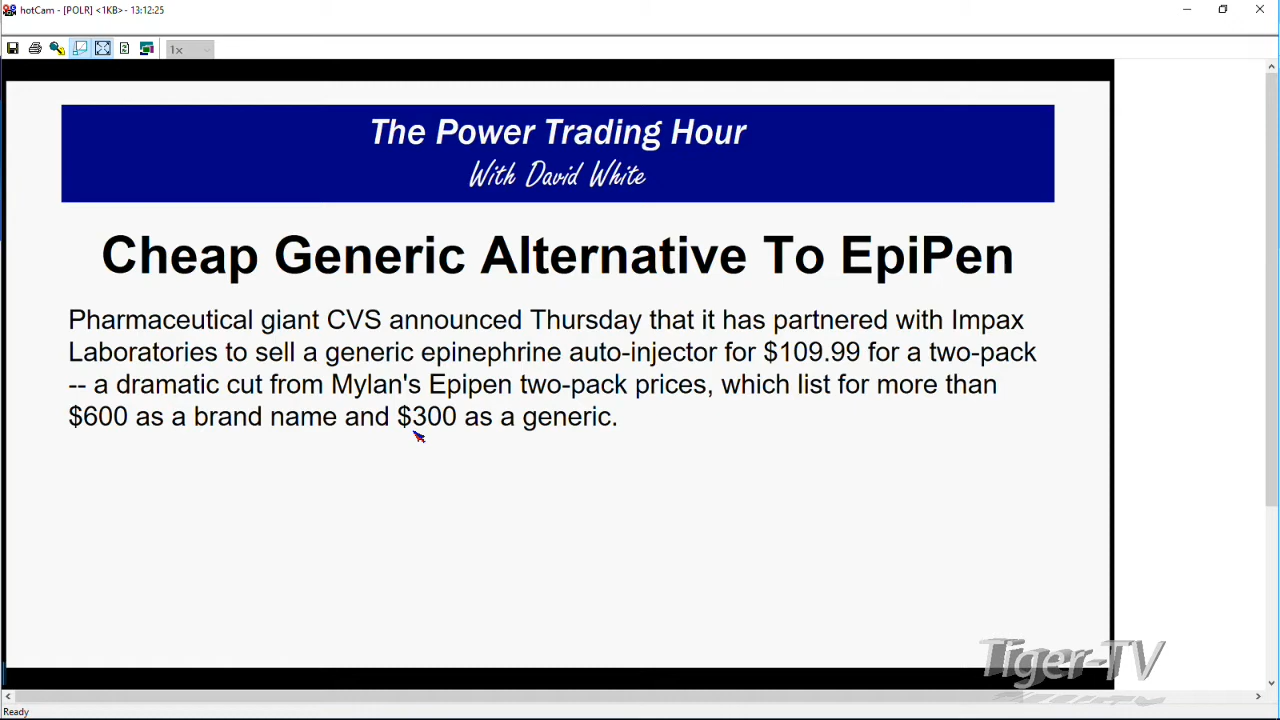 hotCam - [POLR] <1KB> - 13:12:25
1x
The Power Trading Hour
With David White
Cheap Generic Alternative To EpiPen
Pharmaceutical giant CVS announced Thursday that it has partnered with Impax
Laboratories to sell a generic epinephrine auto-injector for $109.99 for a two-pack
-- a dramatic cut from Mylan's Epipen two-pack prices, which list for more than
$600 as a brand name and $300 as a generic.
Tiger-TV
Ready